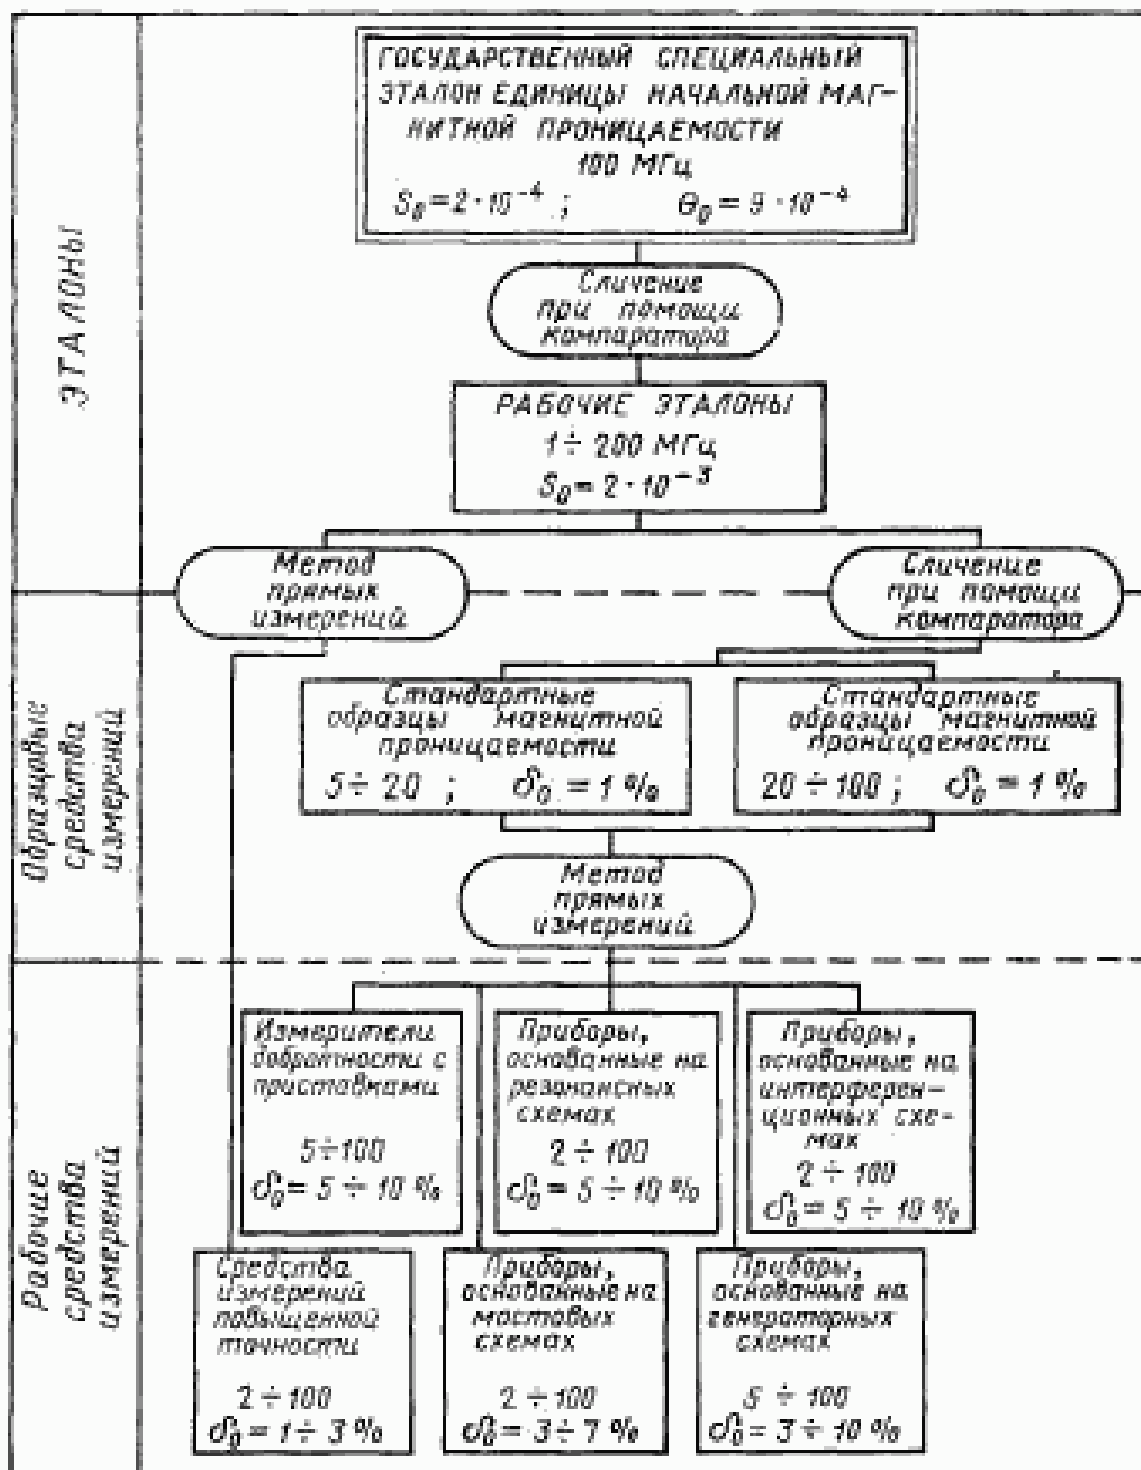 ЭТАЛОНЫ
ГОСУДАРСТВЕННЫЙ СПЕЦИАЛЬНЫЙ
ЭТАЛОН ЕДИНИЦЫ НАЧАЛЬНОЙ МАГ-
НИТНОЙ ПРОНИЦАЕМОСТИ
100 МГц
S₀ = 2 · 10⁻⁴ ; Θ₀ = 9 · 10⁻⁴
Сличение
при помощи
компаратора
РАБОЧИЕ ЭТАЛОНЫ
1 ÷ 200 МГц
S₀ = 2 · 10⁻³
Метод
прямых
измерений
Сличение
при помощи
компаратора
Образцовые
средства
измерений
Стандартные
образцы магнитной
проницаемости
5 ÷ 20 ; δ₀ = 1 %
Стандартные
образцы магнитной
проницаемости
20 ÷ 100 ; δ₀ = 1 %
Метод
прямых
измерений
Рабочие
средства
измерений
Измерители
добротности с
приставками
5 ÷ 100
δ₀ = 5 ÷ 10 %
Приборы,
основанные на
резонансных
схемах
2 ÷ 100
δ₀ = 5 ÷ 10 %
Приборы,
основанные на
интерферен-
ционных схе-
мах
2 ÷ 100
δ₀ = 5 ÷ 10 %
Средства
измерений
повышенной
точности
2 ÷ 100
δ₀ = 1 ÷ 3 %
Приборы,
основанные на
мостовых
схемах
2 ÷ 100
δ₀ = 3 ÷ 7 %
Приборы,
основанные на
генераторных
схемах
5 ÷ 100
δ₀ = 3 ÷ 10 %